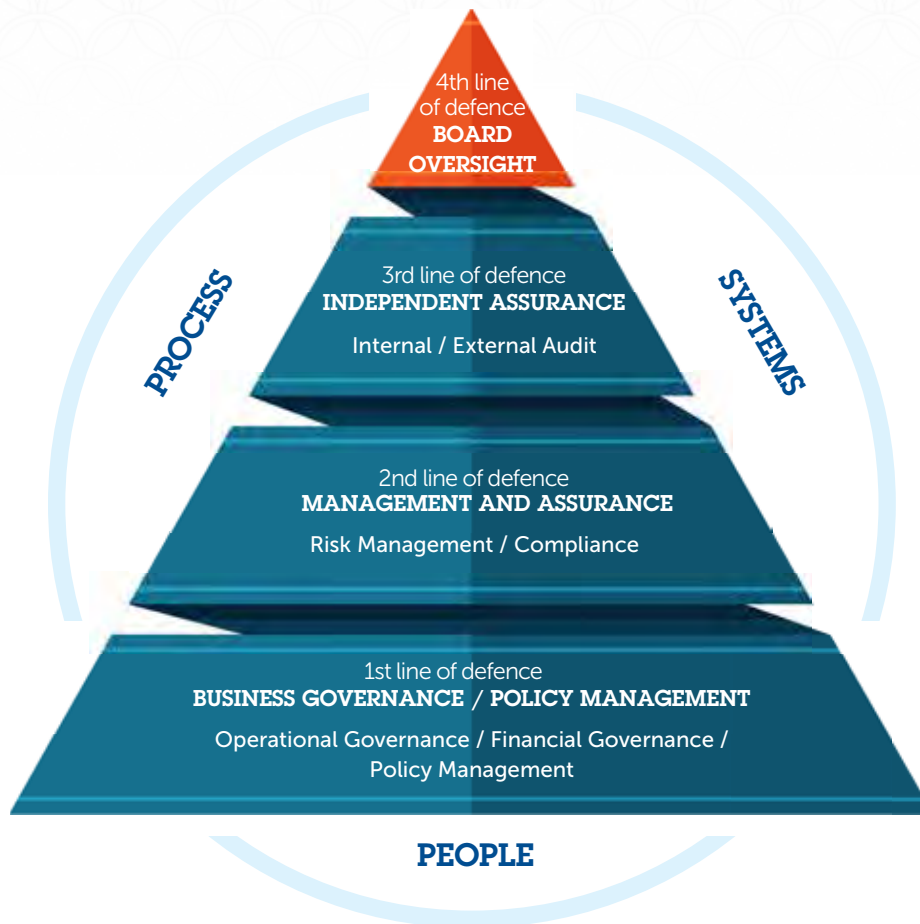 4th line
of defence
BOARD
OVERSIGHT
PROCESS
SYSTEMS
3rd line of defence
INDEPENDENT ASSURANCE
Internal / External Audit
2nd line of defence
MANAGEMENT AND ASSURANCE
Risk Management / Compliance
1st line of defence
BUSINESS GOVERNANCE / POLICY MANAGEMENT
Operational Governance / Financial Governance /
Policy Management
PEOPLE